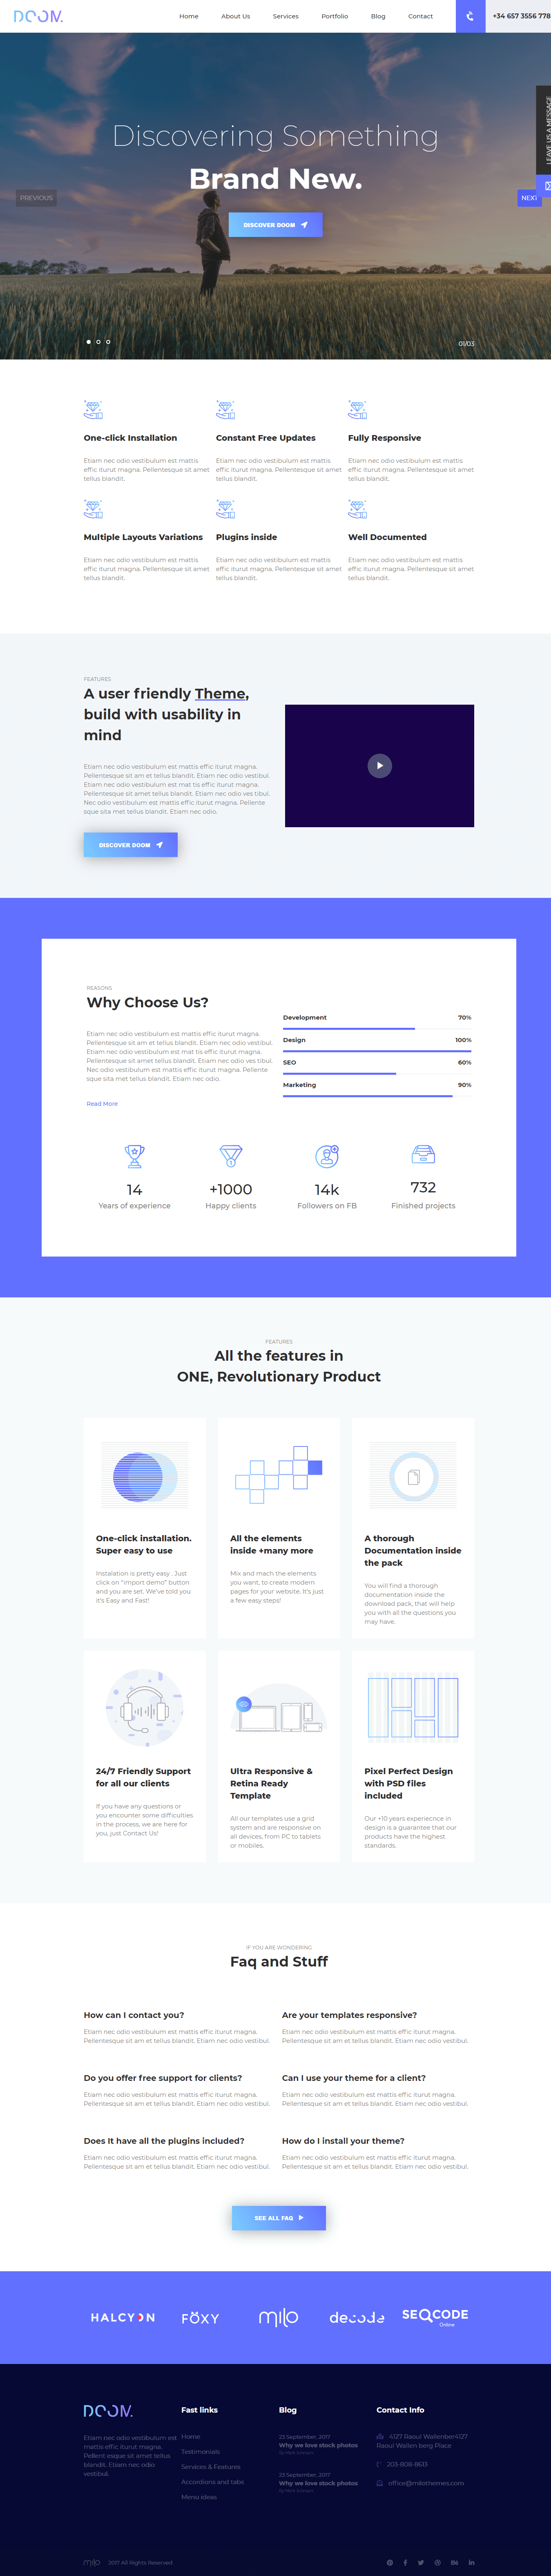 DOOM.
Home
About Us
Services
Portfolio
Blog
Contact
+34 657 3556 778
LEAVE US A MESSAGE
Discovering Something
Brand New.
PREVIOUS
NEXT
DISCOVER DOOM
01/03
One-click Installation
Etiam nec odio vestibulum est mattis
effic iturut magna. Pellentesque sit amet
tellus blandit.
Constant Free Updates
Etiam nec odio vestibulum est mattis
effic iturut magna. Pellentesque sit amet
tellus blandit.
Fully Responsive
Etiam nec odio vestibulum est mattis
effic iturut magna. Pellentesque sit amet
tellus blandit.
Multiple Layouts Variations
Etiam nec odio vestibulum est mattis
effic iturut magna. Pellentesque sit amet
tellus blandit.
Plugins inside
Etiam nec odio vestibulum est mattis
effic iturut magna. Pellentesque sit amet
tellus blandit.
Well Documented
Etiam nec odio vestibulum est mattis
effic iturut magna. Pellentesque sit amet
tellus blandit.
FEATURES
A user friendly Theme,
build with usability in
mind
Etiam nec odio vestibulum est mattis effic iturut magna.
Pellentesque sit am et tellus blandit. Etiam nec odio vestibul.
Etiam nec odio vestibulum est mat tis effic iturut magna.
Pellentesque sit amet tellus blandit. Etiam nec odio ves tibul.
Nec odio vestibulum est mattis effic iturut magna. Pellente
sque sita met tellus blandit. Etiam nec odio.
DISCOVER DOOM
REASONS
Why Choose Us?
Etiam nec odio vestibulum est mattis effic iturut magna.
Pellentesque sit am et tellus blandit. Etiam nec odio vestibul.
Etiam nec odio vestibulum est mat tis effic iturut magna.
Pellentesque sit amet tellus blandit. Etiam nec odio ves tibul.
Nec odio vestibulum est mattis effic iturut magna. Pellente
sque sita met tellus blandit. Etiam nec odio.
Read More
Development 70%
Design 100%
SEO 60%
Marketing 90%
14
Years of experience
+1000
Happy clients
14k
Followers on FB
732
Finished projects
FEATURES
All the features in
ONE, Revolutionary Product
One-click installation.
Super easy to use
Instalation is pretty easy . Just
click on "import demo" button
and you are set. We've told you
it's Easy and Fast!
All the elements
inside +many more
Mix and mach the elements
you want, to create modern
pages for your website. It's just
a few easy steps!
A thorough
Documentation inside
the pack
You will find a thorough
documentation inside the
download pack, that will help
you with all the questions you
may have.
24/7 Friendly Support
for all our clients
If you have any questions or
you encounter some difficulties
in the process, we are here for
you, just Contact Us!
Ultra Responsive &
Retina Ready
Template
All our templates use a grid
system and are responsive on
all devices, from PC to tablets
or mobiles.
Pixel Perfect Design
with PSD files
included
Our +10 years experiecnce in
design is a guarantee that our
products have the highest
standards.
IF YOU ARE WONDERING
Faq and Stuff
How can I contact you?
Etiam nec odio vestibulum est mattis effic iturut magna.
Pellentesque sit am et tellus blandit. Etiam nec odio vestibul.
Are your templates responsive?
Etiam nec odio vestibulum est mattis effic iturut magna.
Pellentesque sit am et tellus blandit. Etiam nec odio vestibul.
Do you offer free support for clients?
Etiam nec odio vestibulum est mattis effic iturut magna.
Pellentesque sit am et tellus blandit. Etiam nec odio vestibul.
Can I use your theme for a client?
Etiam nec odio vestibulum est mattis effic iturut magna.
Pellentesque sit am et tellus blandit. Etiam nec odio vestibul.
Does It have all the plugins included?
Etiam nec odio vestibulum est mattis effic iturut magna.
Pellentesque sit am et tellus blandit. Etiam nec odio vestibul.
How do I install your theme?
Etiam nec odio vestibulum est mattis effic iturut magna.
Pellentesque sit am et tellus blandit. Etiam nec odio vestibul.
SEE ALL FAQ
HALCYON
FOXY
milo
decode
SEOCODE
Online
DOOM.
Etiam nec odio vestibulum est
mattis effic iturut magna.
Pellent esque sit amet tellus
blandit. Etiam nec odio
vestibul.
Fast links
Home
Testimonials
Services & Features
Accordions and tabs
Menu ideas
Blog
23 September, 2017
Why we love stock photos
23 September, 2017
Why we love stock photos
Contact Info
4127 Raoul Wallenber4127
Raoul Wallen berg Place
203-808-8613
office@milothemes.com
milo
2017 All Rights Reserved